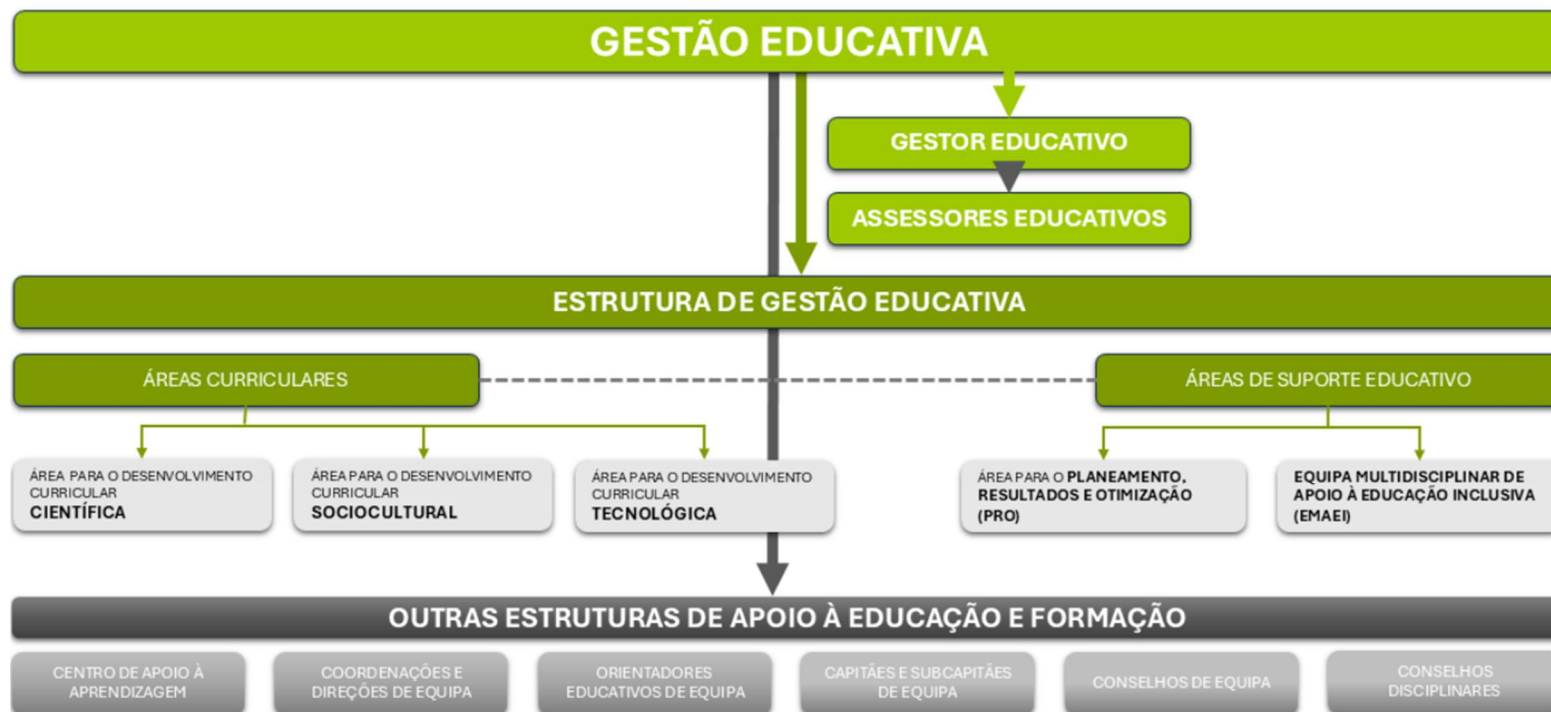 GESTÃO EDUCATIVA
GESTOR EDUCATIVO
ASSESSORES EDUCATIVOS
ESTRUTURA DE GESTÃO EDUCATIVA
ÁREAS CURRICULARES
ÁREAS DE SUPORTE EDUCATIVO
ÁREA PARA O DESENVOLVIMENTO
CURRICULAR
CIENTÍFICA
ÁREA PARA O DESENVOLVIMENTO
CURRICULAR
SOCIOCULTURAL
ÁREA PARA O DESENVOLVIMENTO
CURRICULAR
TECNOLÓGICA
ÁREA PARA O PLANEAMENTO,
RESULTADOS E OTIMIZAÇÃO
(PRO)
EQUIPA MULTIDISCIPLINAR DE
APOIO À EDUCAÇÃO INCLUSIVA
(EMAEI)
OUTRAS ESTRUTURAS DE APOIO À EDUCAÇÃO E FORMAÇÃO
CENTRO DE APOIO À
APRENDIZAGEM
COORDENAÇÕES E
DIREÇÕES DE EQUIPA
ORIENTADORES
EDUCATIVOS DE EQUIPA
CAPITÃES E SUBCAPITÃES
DE EQUIPA
CONSELHOS DE EQUIPA
CONSELHOS
DISCIPLINARES